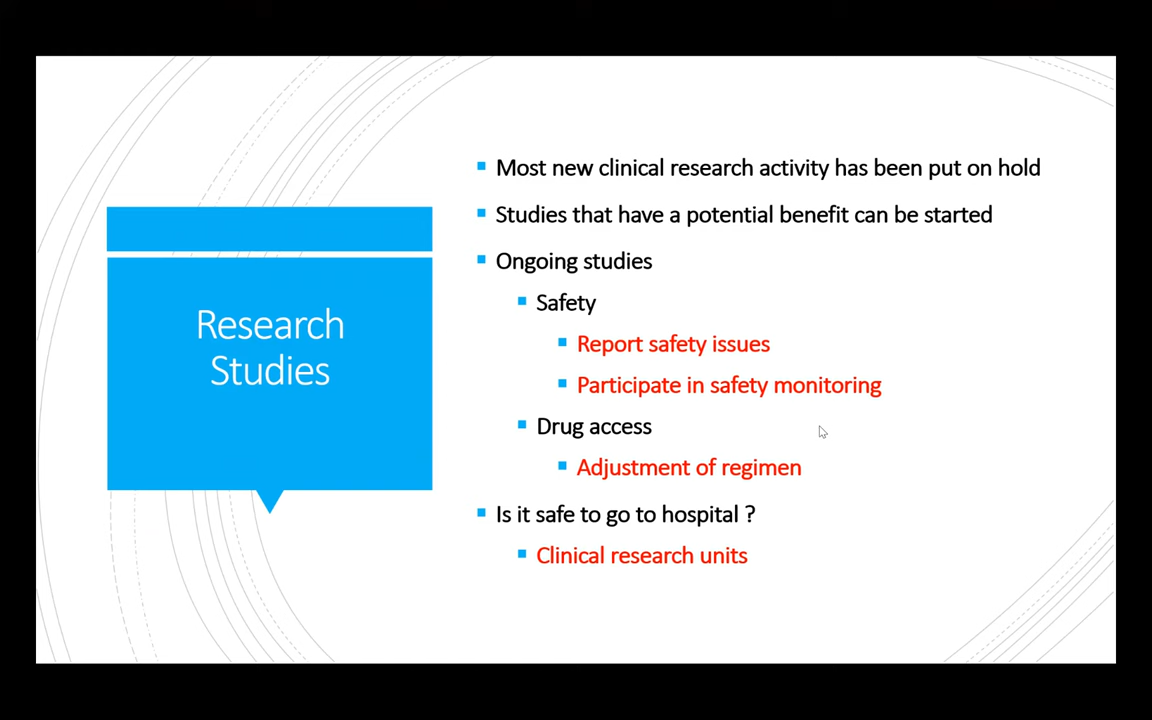 Research
Studies
Most new clinical research activity has been put on hold
Studies that have a potential benefit can be started
Ongoing studies
Safety
Report safety issues
Participate in safety monitoring
Drug access
Adjustment of regimen
Is it safe to go to hospital ?
Clinical research units